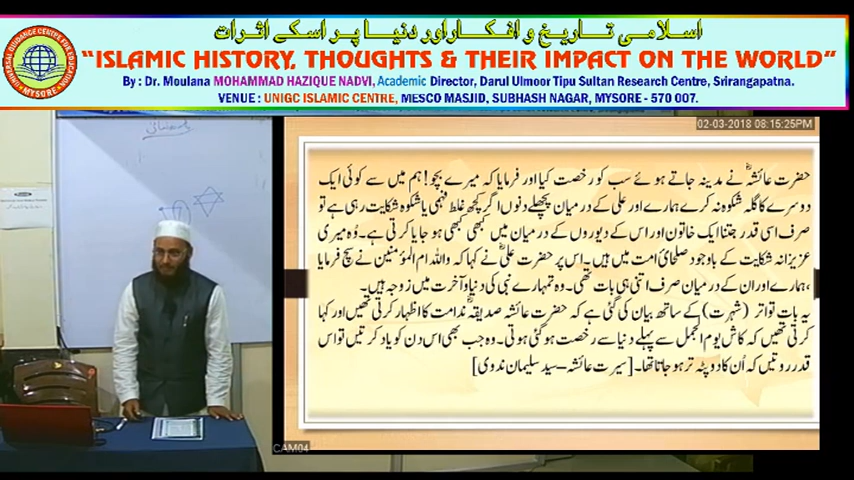 اسلامی تاریخ و افکار اور دنیا پر اسکے اثرات
“ISLAMIC HISTORY, THOUGHTS & THEIR IMPACT ON THE WORLD”
By : Dr. Moulana MOHAMMAD HAZIQUE NADVI, Academic Director, Darul Ulmoor Tipu Sultan Research Centre, Srirangapatna.
VENUE : UNIGC ISLAMIC CENTRE, MESCO MASJID, SUBHASH NAGAR, MYSORE - 570 007.
UNIVERSAL GUIDANCE CENTRE FOR EDUCATION
• MYSORE •
02-03-2018 08:15:25PM
حضرت عائشہؓ نے مدینہ جاتے ہوئے سب کو رخصت کیا اور فرمایا کہ میرے بچو! ہم میں سے کوئی ایک
دوسرے کا گلہ شکوہ نہ کرے ہمارے اور علی کے درمیان پچھلے دنوں اگر کچھ غلط فہمی یا شکوہ شکایت رہی ہے تو
صرف اسی قدر جتنا ایک خاتون اور اس کے دیوروں کے درمیان میں کبھی کبھی ہو جایا کرتی ہے۔ وہ میری
عزیزانہ شکایت کے باوجود صلحائ امت میں ہیں۔ اس پر حضرت علیؓ نے کہا کہ واللہ ام المؤمنین نے سچ فرمایا
،ہمارے اور ان کے درمیان صرف اتنی ہی بات تھی۔ وہ تمہارے نبی کی دنیا و آخرت میں زوجہ ہیں۔
یہ بات تواتر (شہرت) کے ساتھ بیان کی گئی ہے کہ حضرت عائشہ صدیقہؓ ندامت کا اظہار کرتی تھیں اور کہا
کرتی تھیں کہ کاش یوم الجمل سے پہلے دنیا سے رخصت ہو گئی ہوتی۔ وہ جب بھی اس دن کو یاد کرتیں تو اس
قدر روتیں کہ اُن کا دوپٹہ تر ہو جاتا تھا۔ [سیرت عائشہ – سید سلیمان ندوی]
CAM04